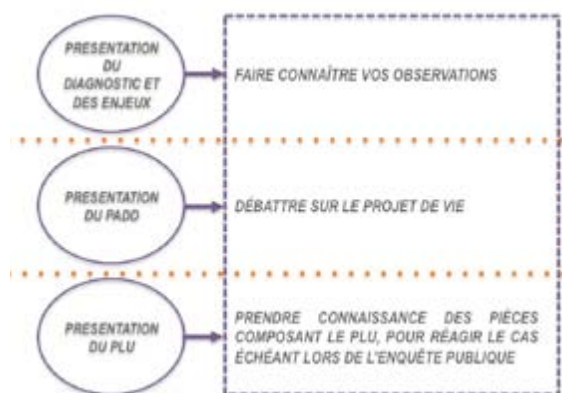 PRESENTATION
DU
DIAGNOSTIC ET
DES ENJEUX
FAIRE CONNAÎTRE VOS OBSERVATIONS
PRESENTATION
DU PADD
DÉBATTRE SUR LE PROJET DE VIE
PRESENTATION
DU PLU
PRENDRE CONNAISSANCE DES PIÈCES
COMPOSANT LE PLU, POUR RÉAGIR LE CAS
ÉCHÉANT LORS DE L'ENQUÊTE PUBLIQUE